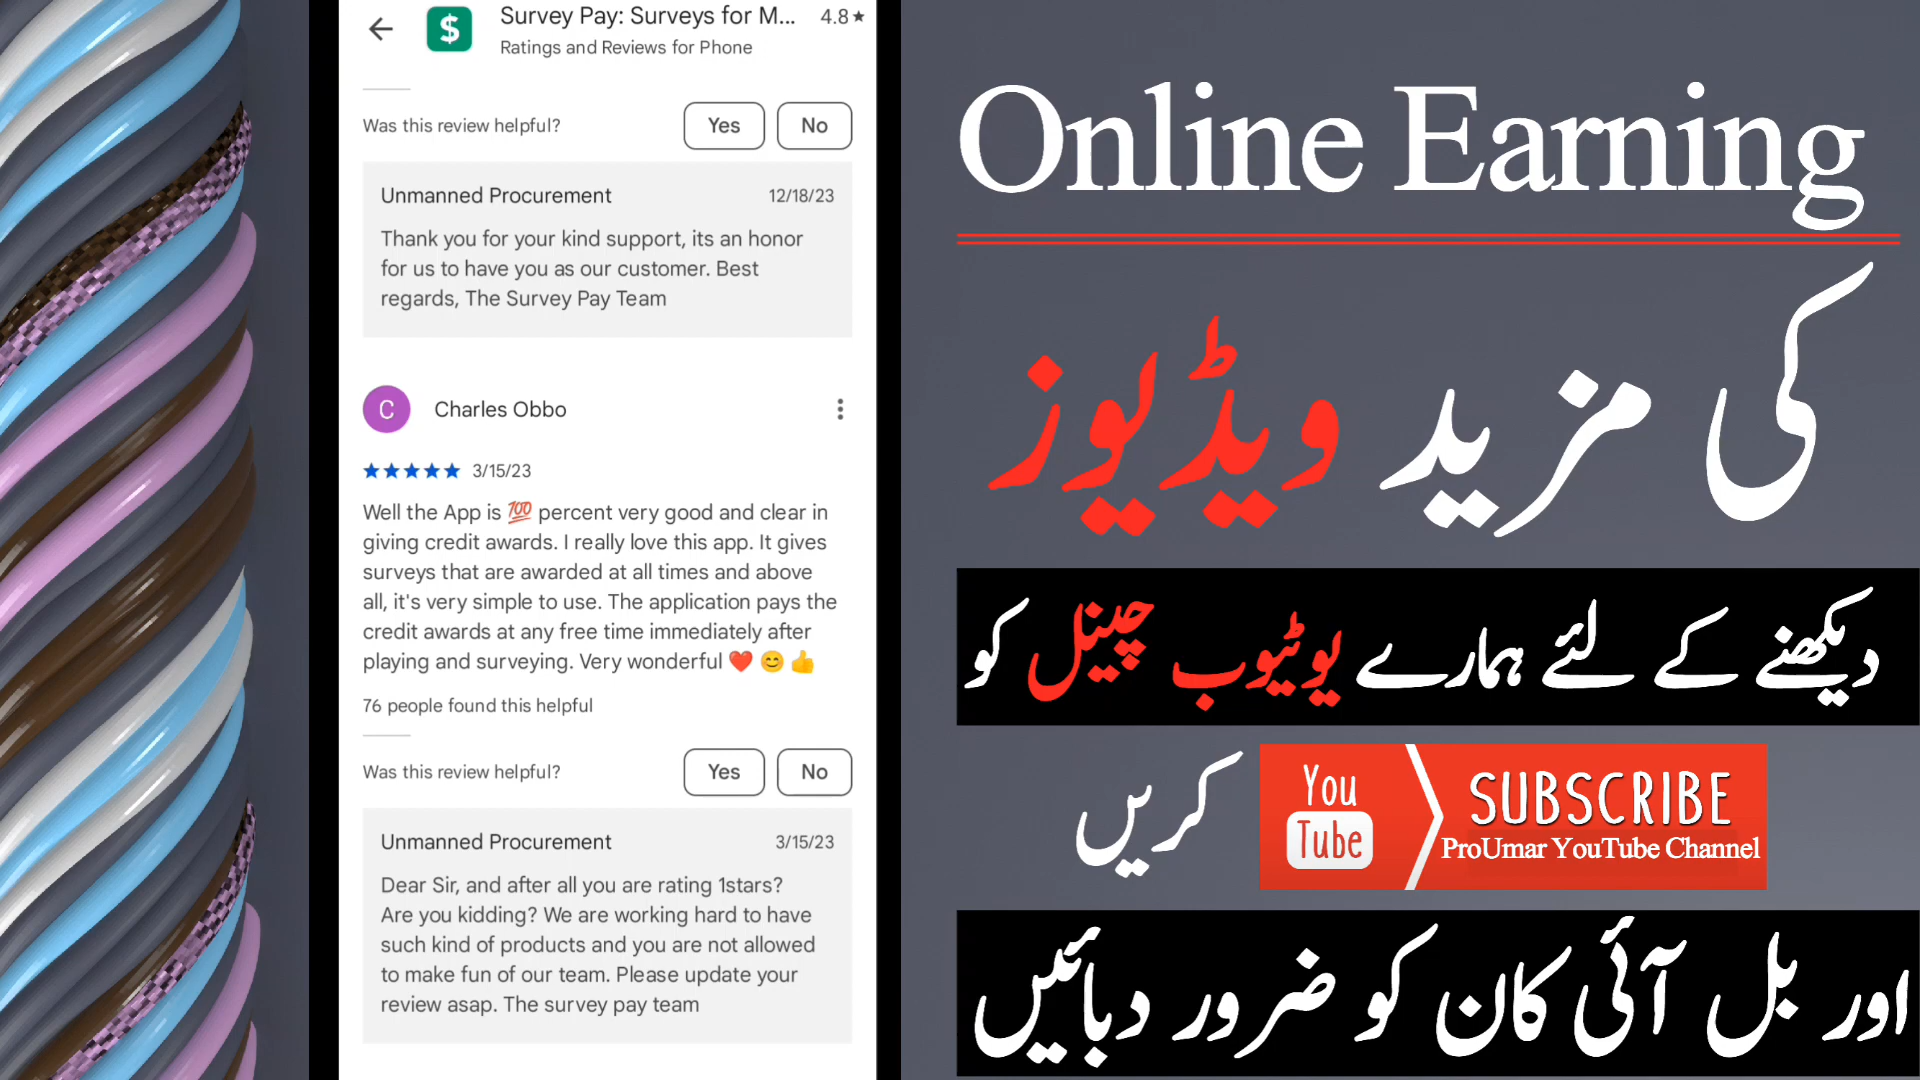 Survey Pay: Surveys for M... 4.8★
Ratings and Reviews for Phone
Was this review helpful? Yes No
Unmanned Procurement 12/18/23
Thank you for your kind support, its an honor
for us to have you as our customer. Best
regards, The Survey Pay Team
C Charles Obbo
★★★★★ 3/15/23
Well the App is 💯 percent very good and clear in
giving credit awards. I really love this app. It gives
surveys that are awarded at all times and above
all, it's very simple to use. The application pays the
credit awards at any free time immediately after
playing and surveying. Very wonderful ❤️ 😊 👍
76 people found this helpful
Was this review helpful? Yes No
Unmanned Procurement 3/15/23
Dear Sir, and after all you are rating 1stars?
Are you kidding? We are working hard to have
such kind of products and you are not allowed
to make fun of our team. Please update your
review asap. The survey pay team
Online Earning
کی مزید ویڈیوز
دیکھنے کے لئے ہمارے یوٹیوب چینل کو
You Tube SUBSCRIBE
ProUmar YouTube Channel
کریں
اور بل آئی کان کو ضرور دبائیں